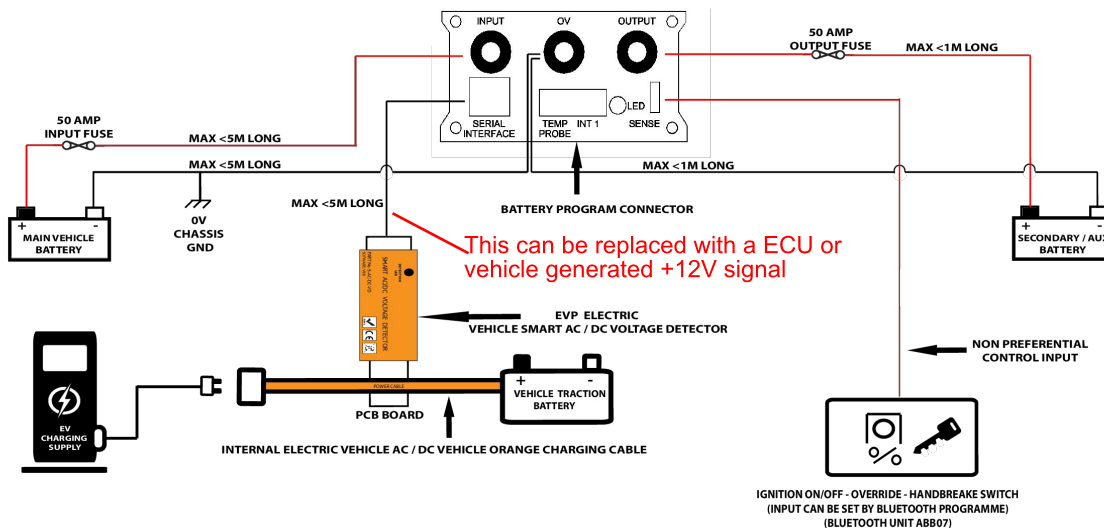 INPUT
OV
OUTPUT
50 AMP
OUTPUT FUSE
MAX <1M LONG
50 AMP
INPUT FUSE
MAX <5M LONG
SERIAL
INTERFACE
TEMP
PROBE
INT 1
LED
SENSE
MAX <5M LONG
MAX <1M LONG
+
-
MAIN VEHICLE
BATTERY
0V
CHASSIS
GND
MAX <5M LONG
BATTERY PROGRAM CONNECTOR
+
-
SECONDARY / AUX
BATTERY
This can be replaced with a ECU or
vehicle generated +12V signal
SMART AC/DC VOLTAGE DETECTOR
EVP ELECTRIC
VEHICLE SMART AC / DC VOLTAGE DETECTOR
NON PREFERENTIAL
CONTROL INPUT
EV
CHARGING
SUPPLY
POWER CABLE
PCB BOARD
+
-
VEHICLE TRACTION
BATTERY
INTERNAL ELECTRIC VEHICLE AC / DC VEHICLE ORANGE CHARGING CABLE
IGNITION ON/OFF - OVERRIDE - HANDBREAKE SWITCH
(INPUT CAN BE SET BY BLUETOOTH PROGRAMME)
(BLUETOOTH UNIT ABB07)